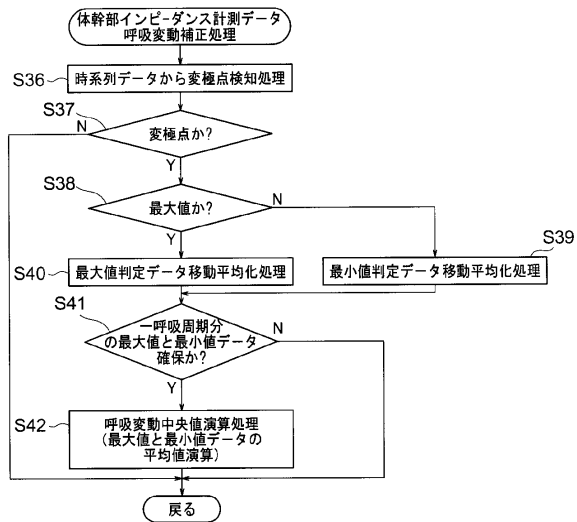 体幹部インピーダンス計測データ
呼吸変動補正処理
S36
時系列データから変極点検知処理
S37
N
変極点か?
Y
S38
最大値か?
N
Y
S39
S40
最大値判定データ移動平均化処理
最小値判定データ移動平均化処理
S41
一呼吸周期分
の最大値と最小値データ
確保か?
N
Y
S42
呼吸変動中央値演算処理
(最大値と最小値データの
平均値演算)
戻る